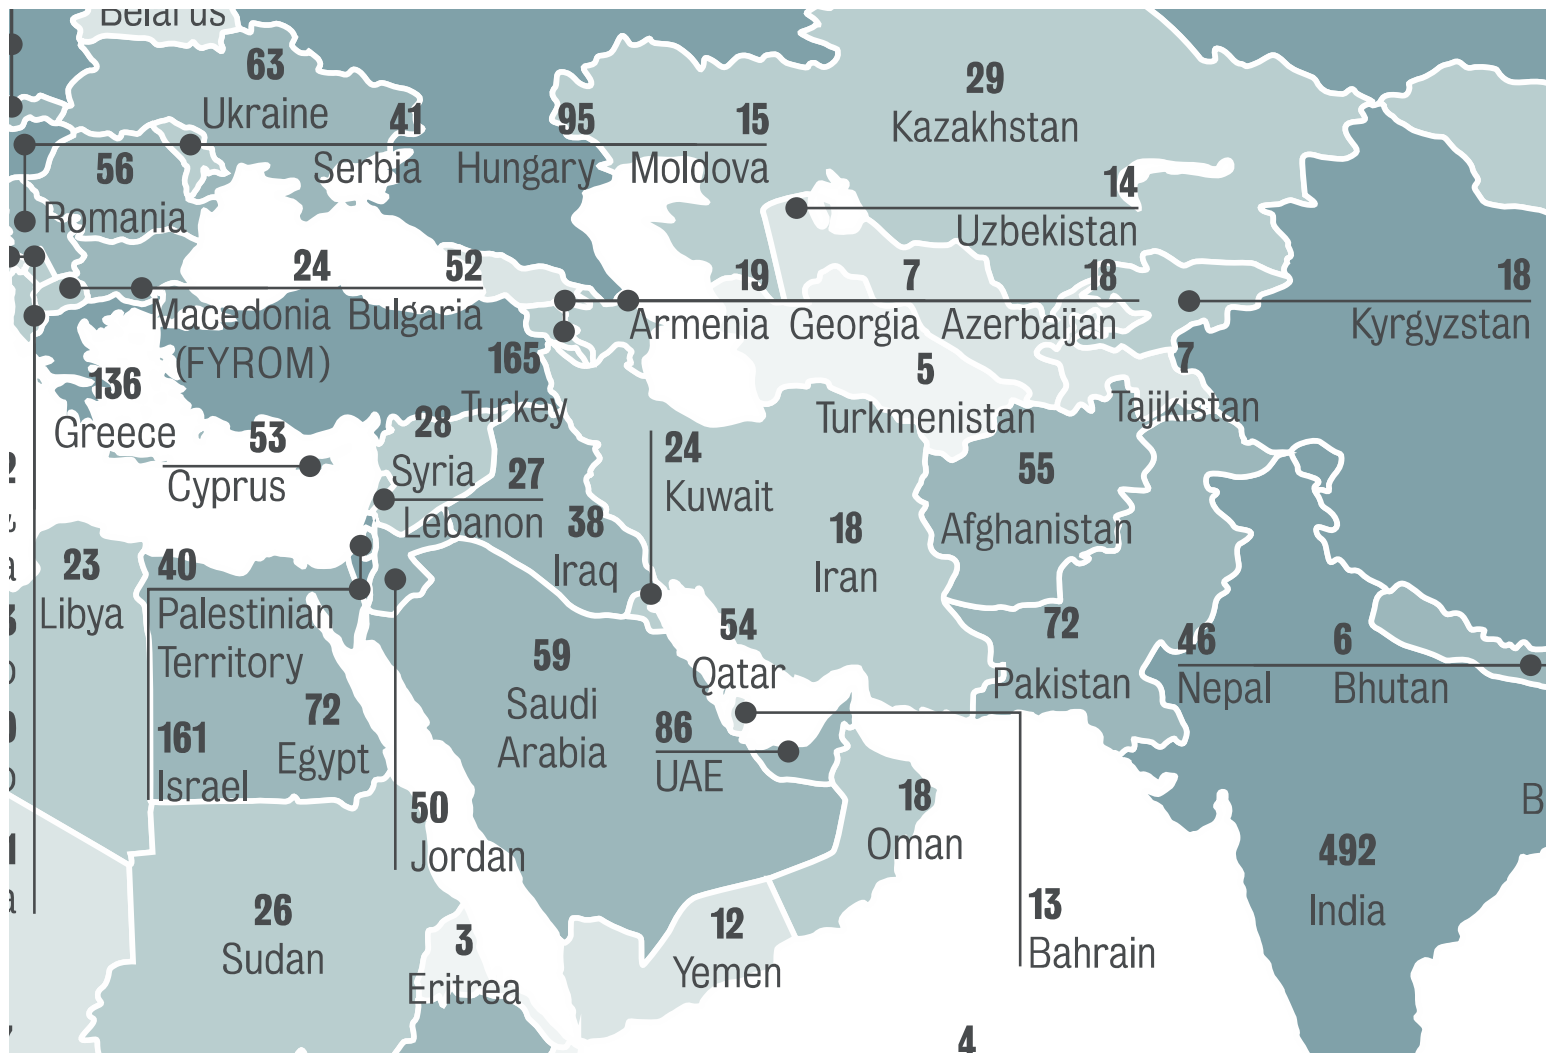 Belarus
63
Ukraine
41
Serbia
95
Hungary
15
Moldova
29
Kazakhstan
56
Romania
14
Uzbekistan
24
Macedonia
(FYROM)
52
Bulgaria
19
Armenia
7
Georgia
18
Azerbaijan
18
Kyrgyzstan
165
Turkey
5
Turkmenistan
7
Tajikistan
136
Greece
53
Cyprus
28
Syria
27
Lebanon
24
Kuwait
38
Iraq
18
Iran
55
Afghanistan
23
Libya
40
Palestinian
Territory
161
Israel
72
Egypt
59
Saudi
Arabia
54
Qatar
86
UAE
72
Pakistan
46
Nepal
6
Bhutan
50
Jordan
18
Oman
B
492
India
13
Bahrain
26
Sudan
3
Eritrea
12
Yemen
4